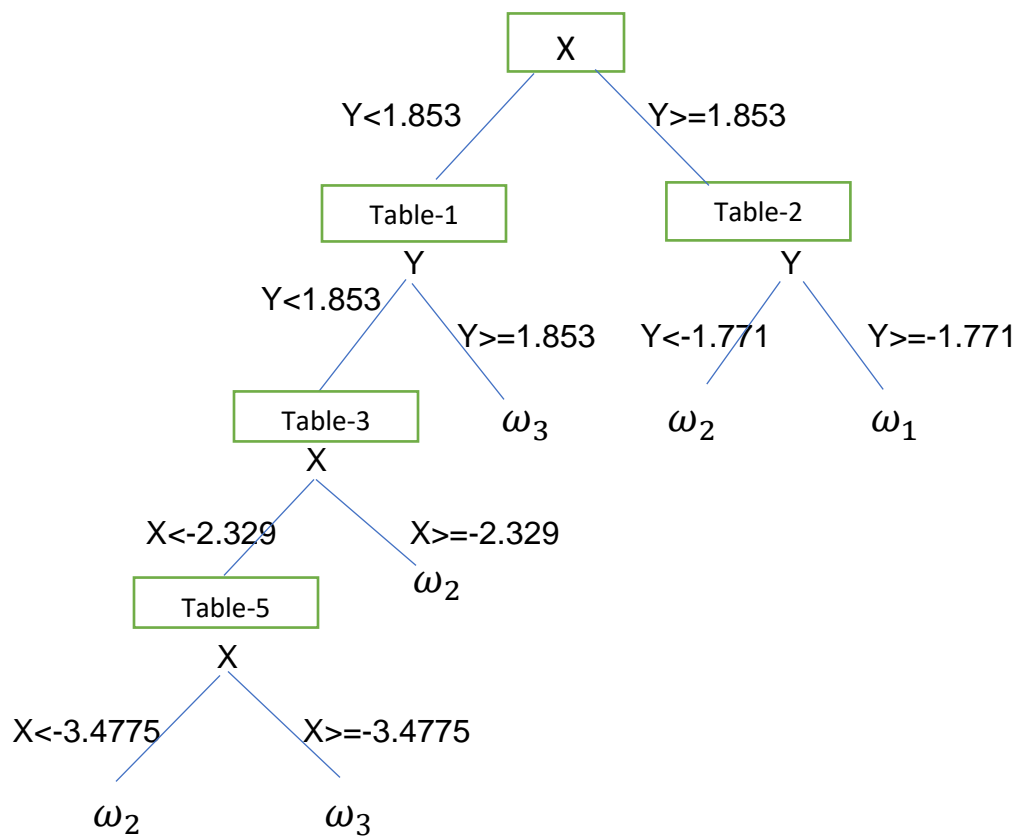 X
Y<1.853
Y>=1.853
Table-1
Table-2
Y
Y
Y<1.853
Y>=1.853
Y<-1.771
Y>=-1.771
Table-3
ω₃
ω₂
ω₁
X
X<-2.329
X>=-2.329
ω₂
Table-5
X
X<-3.4775
X>=-3.4775
ω₂
ω₃